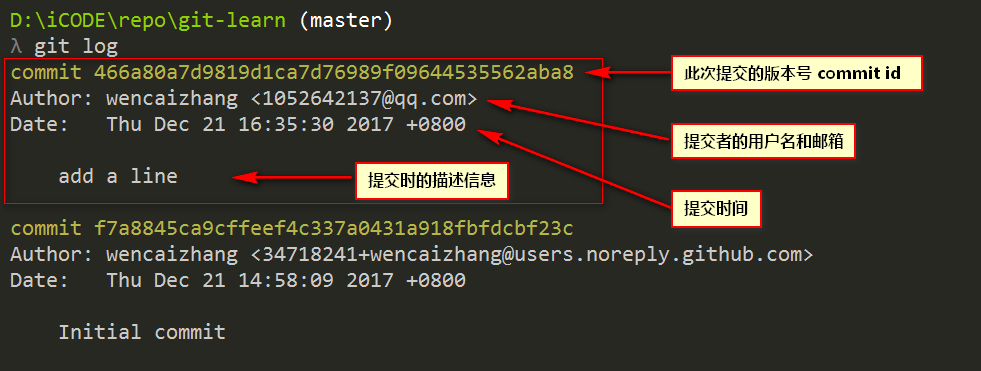 D:\iCODE\repo\git-learn (master)
λ git log
commit 466a80a7d9819d1ca7d76989f09644535562aba8
此次提交的版本号 commit id
Author: wencaizhang <1052642137@qq.com>
Date:   Thu Dec 21 16:35:30 2017 +0800
提交者的用户名和邮箱
add a line
提交时的描述信息
提交时间
commit f7a8845ca9cffeef4c337a0431a918fbfdcbf23c
Author: wencaizhang <34718241+wencaizhang@users.noreply.github.com>
Date:   Thu Dec 21 14:58:09 2017 +0800
Initial commit